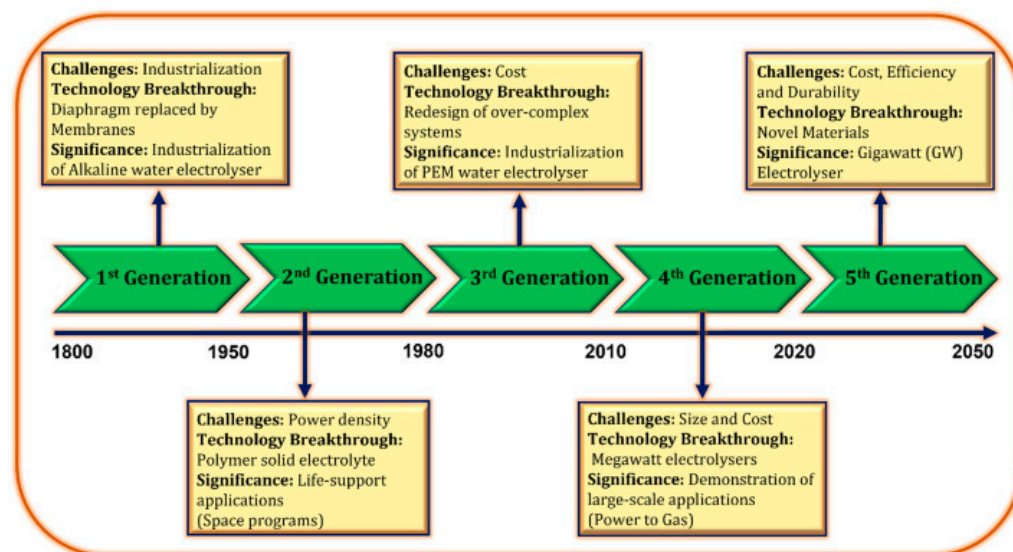 Challenges: Industrialization
Technology Breakthrough:
Diaphragm replaced by
Membranes
Significance: Industrialization
of Alkaline water electrolyser
Challenges: Cost
Technology Breakthrough:
Redesign of over-complex
systems
Significance: Industrialization
of PEM water electrolyser
Challenges: Cost, Efficiency
and Durability
Technology Breakthrough:
Novel Materials
Significance: Gigawatt (GW)
Electrolyser
1st Generation
2nd Generation
3rd Generation
4th Generation
5th Generation
1800
1950
1980
2010
2020
2050
Challenges: Power density
Technology Breakthrough:
Polymer solid electrolyte
Significance: Life-support
applications
(Space programs)
Challenges: Size and Cost
Technology Breakthrough:
Megawatt electrolysers
Significance: Demonstration of
large-scale applications
(Power to Gas)